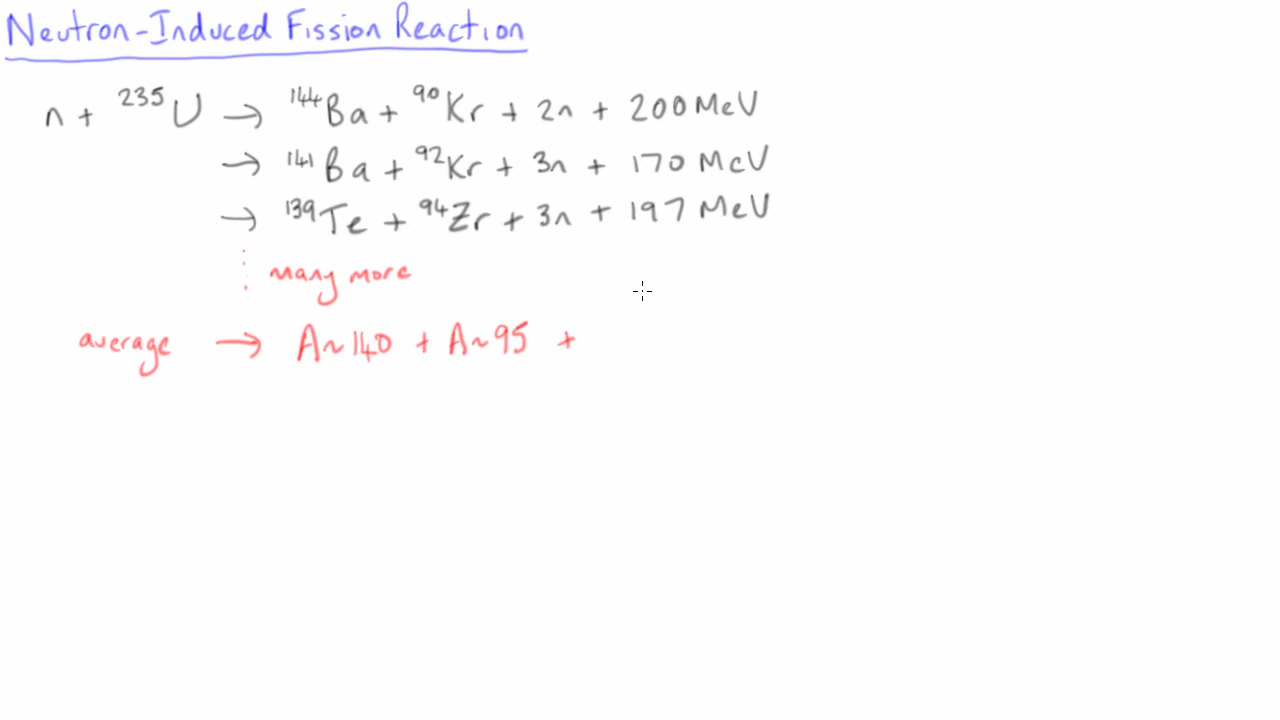 Neutron-Induced Fission Reaction
n + ²³⁵U → ¹⁴⁴Ba + ⁹⁰Kr + 2n + 200 MeV
→ ¹⁴¹Ba + ⁹²Kr + 3n + 170 MeV
→ ¹³⁹Te + ⁹⁴Zr + 3n + 197 MeV
⋮ many more
average → A~140 + A~95 +